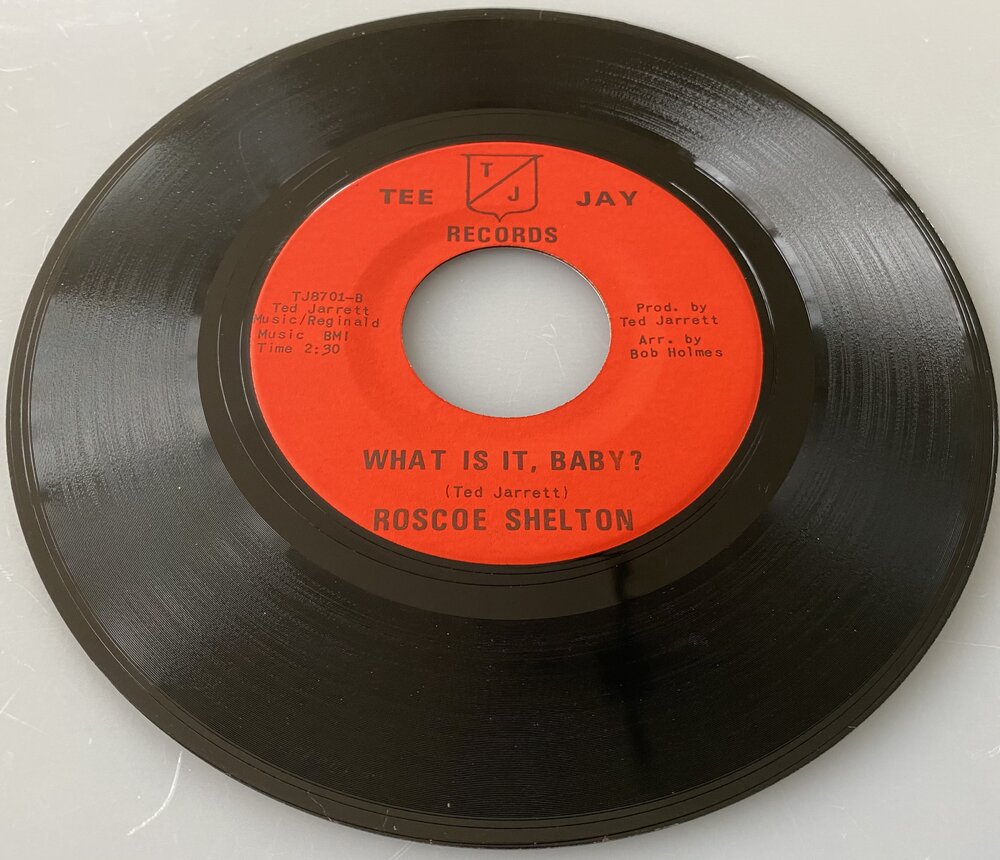 T
J
TEE JAY
RECORDS
TJ8701-B
Ted Jarrett
Music/Reginald
Music BMI
Time 2:30
Prod. by
Ted Jarrett
Arr. by
Bob Holmes
WHAT IS IT, BABY?
(Ted Jarrett)
ROSCOE SHELTON